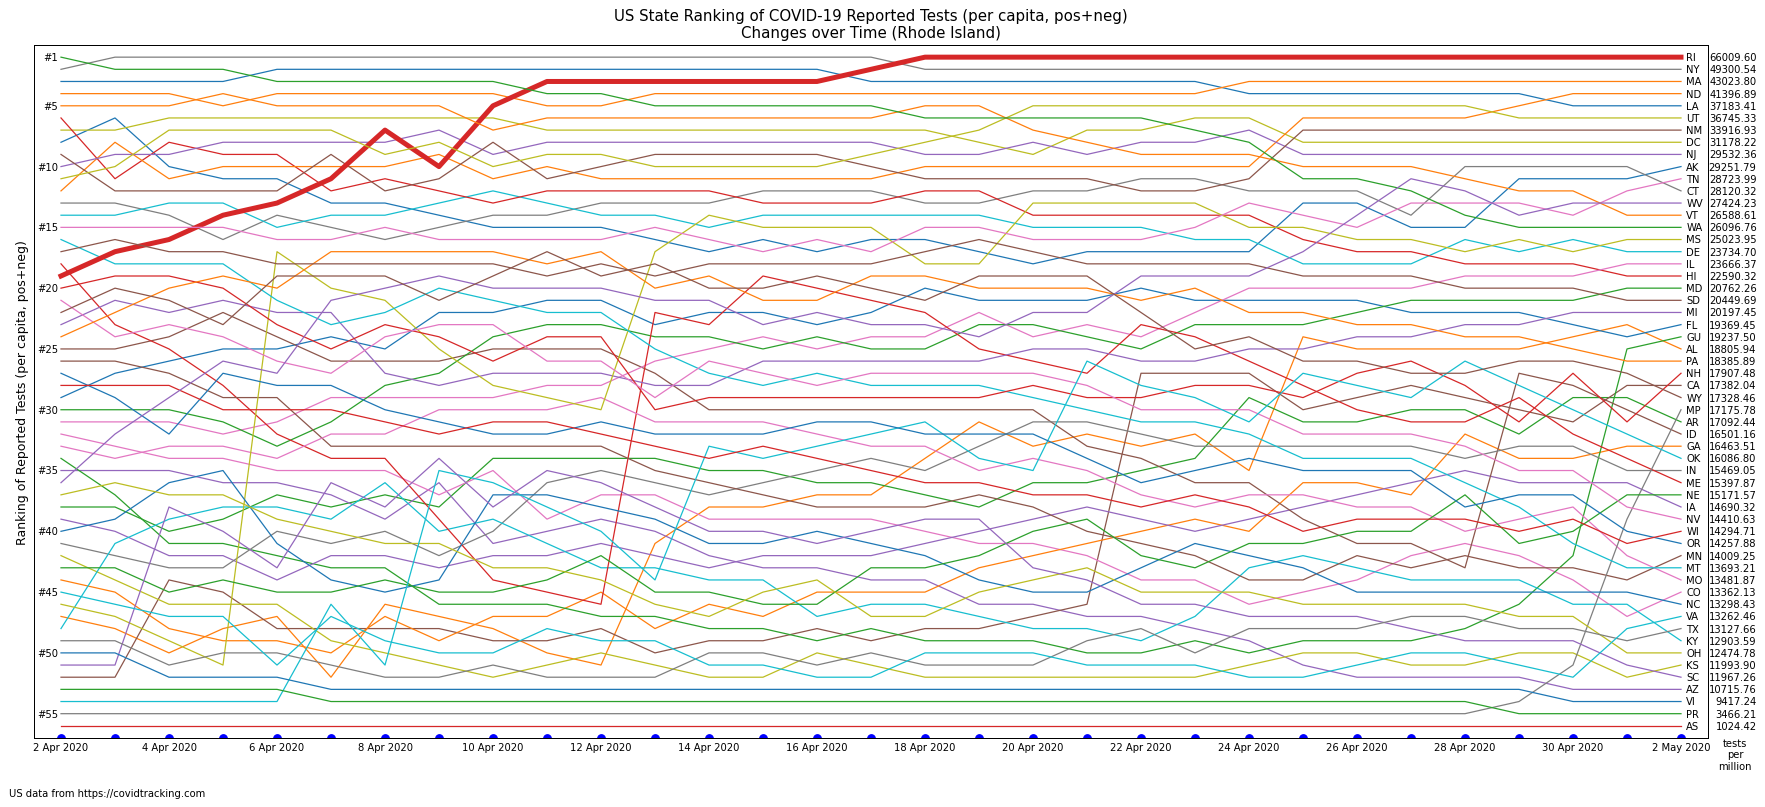 US State Ranking of COVID-19 Reported Tests (per capita, pos+neg)
Changes over Time (Rhode Island)
Ranking of Reported Tests (per capita, pos+neg)
#1
#5
#10
#15
#20
#25
#30
#35
#40
#45
#50
#55
RI 66009.60
NY 49300.54
MA 43023.80
ND 41396.89
LA 37183.41
UT 36745.33
NM 33916.93
DC 31178.22
NJ 29532.36
AK 29251.79
TN 28723.99
CT 28120.32
WV 27424.23
VT 26588.61
WA 26096.76
MS 25023.95
DE 23734.70
IL 23666.37
HI 22590.32
MD 20762.26
SD 20449.69
MI 20197.45
FL 19369.45
GU 19237.50
AL 18805.94
PA 18385.89
NH 17907.48
CA 17382.04
WY 17328.46
MP 17175.78
AR 17092.44
ID 16501.16
GA 16463.51
OK 16086.80
IN 15469.05
ME 15397.87
NE 15171.57
IA 14690.32
NV 14410.63
WI 14294.71
OR 14257.88
MN 14009.25
MT 13693.21
MO 13481.87
CO 13362.13
NC 13298.43
VA 13262.46
TX 13127.66
KY 12903.59
OH 12474.78
KS 11993.90
SC 11967.26
AZ 10715.76
VI 9417.24
PR 3466.21
AS 1024.42
2 Apr 2020 4 Apr 2020 6 Apr 2020 8 Apr 2020 10 Apr 2020 12 Apr 2020 14 Apr 2020 16 Apr 2020 18 Apr 2020 20 Apr 2020 22 Apr 2020 24 Apr 2020 26 Apr 2020 28 Apr 2020 30 Apr 2020 2 May 2020
tests
per
million
US data from https://covidtracking.com